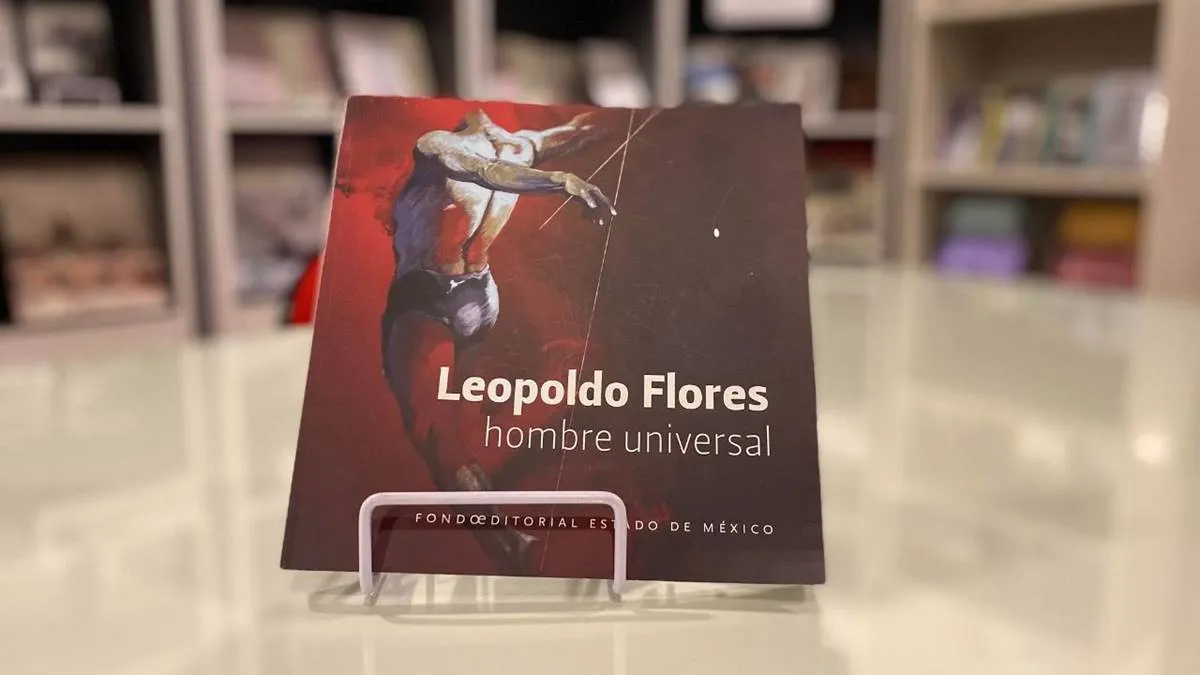 Leopoldo Flores
hombre universal
FONDOEDITORIAL ESTADO DE MÉXICO